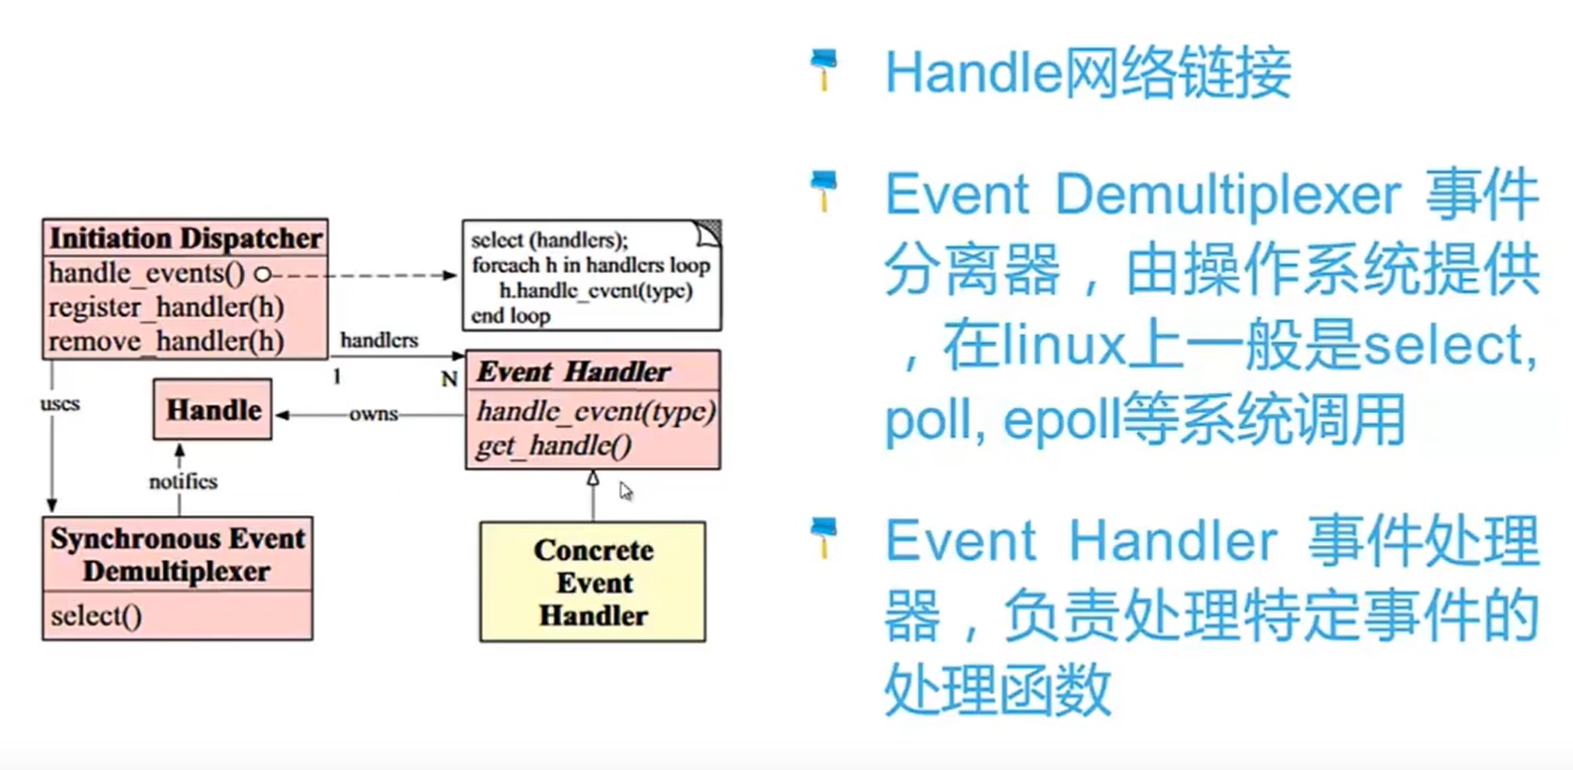 Initiation Dispatcher
handle_events()
register_handler(h)
remove_handler(h)
select (handlers);
foreach h in handlers loop
h.handle_event(type)
end loop
handlers
1
N
Event Handler
handle_event(type)
get_handle()
uses
Handle
owns
notifies
Synchronous Event
Demultiplexer
select()
Concrete
Event
Handler
Handle网络链接
Event Demultiplexer 事件
分离器，由操作系统提供
，在linux上一般是select,
poll, epoll等系统调用
Event Handler 事件处理
器，负责处理特定事件的
处理函数